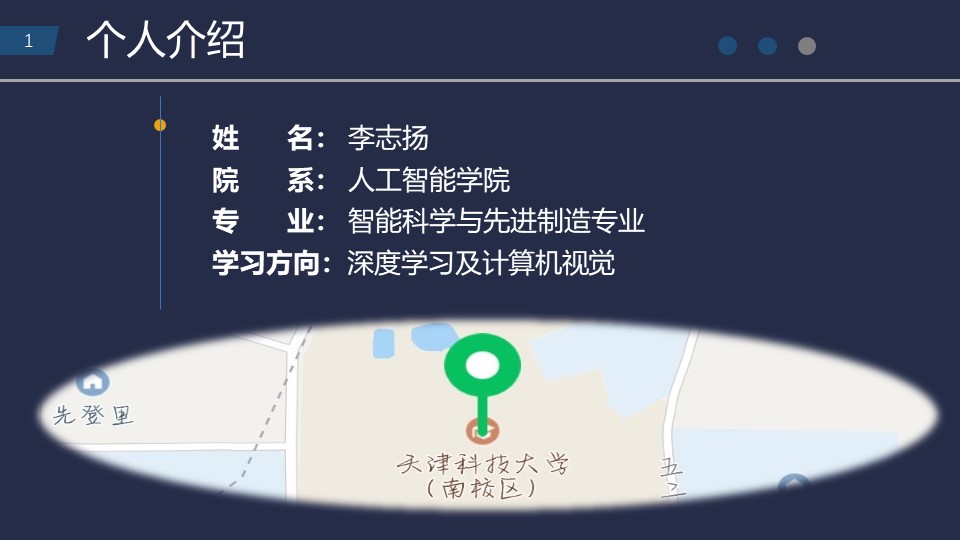 1
个人介绍
姓 名： 李志扬
院 系： 人工智能学院
专 业： 智能科学与先进制造专业
学习方向：深度学习及计算机视觉
先登里
天津科技大学
（南校区）
五